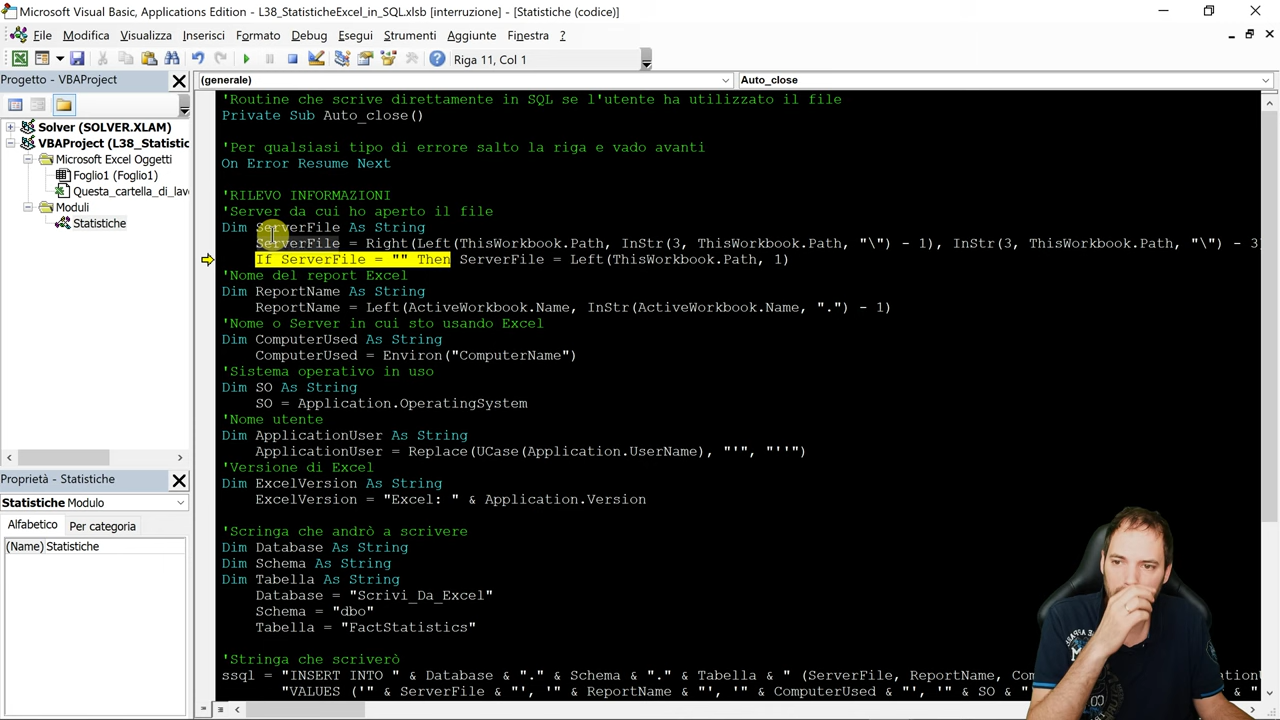 Microsoft Visual Basic, Applications Edition - L38_StatisticheExcel_in_SQL.xlsb [interruzione] - [Statistiche (codice)]
File Modifica Visualizza Inserisci Formato Debug Esegui Strumenti Aggiunte Finestra ?
Riga 11, Col 1
Progetto - VBAProject
(generale)
Auto_close
Solver (SOLVER.XLAM)
VBAProject (L38_Statistic
Microsoft Excel Oggetti
Foglio1 (Foglio1)
Questa_cartella_di_lav
Moduli
Statistiche
Proprietà - Statistiche
Statistiche Modulo
Alfabetico Per categoria
(Name) Statistiche
'Routine che scrive direttamente in SQL se l'utente ha utilizzato il file
Private Sub Auto_close()
'Per qualsiasi tipo di errore salto la riga e vado avanti
On Error Resume Next
'RILEVO INFORMAZIONI
'Server da cui ho aperto il file
Dim ServerFile As String
ServerFile = Right(Left(ThisWorkbook.Path, InStr(3, ThisWorkbook.Path, "\") - 1), InStr(3, ThisWorkbook.Path, "\") - 3
If ServerFile = "" Then ServerFile = Left(ThisWorkbook.Path, 1)
'Nome del report Excel
Dim ReportName As String
ReportName = Left(ActiveWorkbook.Name, InStr(ActiveWorkbook.Name, ".") - 1)
'Nome o Server in cui sto usando Excel
Dim ComputerUsed As String
ComputerUsed = Environ("ComputerName")
'Sistema operativo in uso
Dim SO As String
SO = Application.OperatingSystem
'Nome utente
Dim ApplicationUser As String
ApplicationUser = Replace(UCase(Application.UserName), "'", "''")
'Versione di Excel
Dim ExcelVersion As String
ExcelVersion = "Excel: " & Application.Version
'Scringa che andrò a scrivere
Dim Database As String
Dim Schema As String
Dim Tabella As String
Database = "Scrivi_Da_Excel"
Schema = "dbo"
Tabella = "FactStatistics"
'Stringa che scriverò
ssql = "INSERT INTO " & Database & "." & Schema & "." & Tabella & " (ServerFile, ReportName, Com
"VALUES ('" & ServerFile & "', '" & ReportName & "', '" & ComputerUsed & "', '" & SO & "